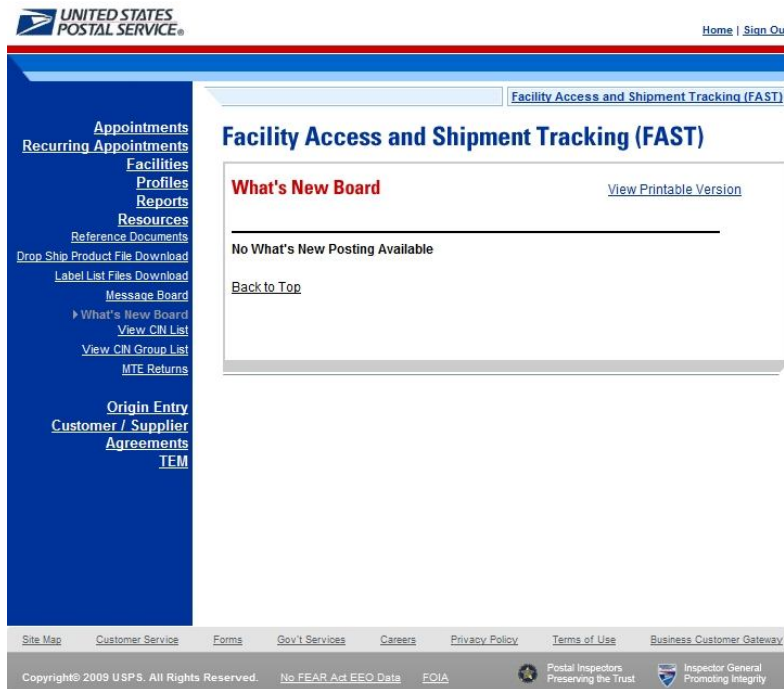 UNITED STATES
POSTAL SERVICE®
Home | Sign Ou
Facility Access and Shipment Tracking (FAST)
Appointments
Recurring Appointments
Facilities
Profiles
Reports
Resources
Reference Documents
Drop Ship Product File Download
Label List Files Download
Message Board
What's New Board
View CIN List
View CIN Group List
MTE Returns
Origin Entry
Customer / Supplier
Agreements
TEM
Facility Access and Shipment Tracking (FAST)
What's New Board
View Printable Version
No What's New Posting Available
Back to Top
Site Map Customer Service Forms Gov't Services Careers Privacy Policy Terms of Use Business Customer Gateway
Copyright© 2009 USPS. All Rights Reserved. No FEAR Act EEO Data FOIA
Postal Inspectors
Preserving the Trust
Inspector General
Promoting Integrity